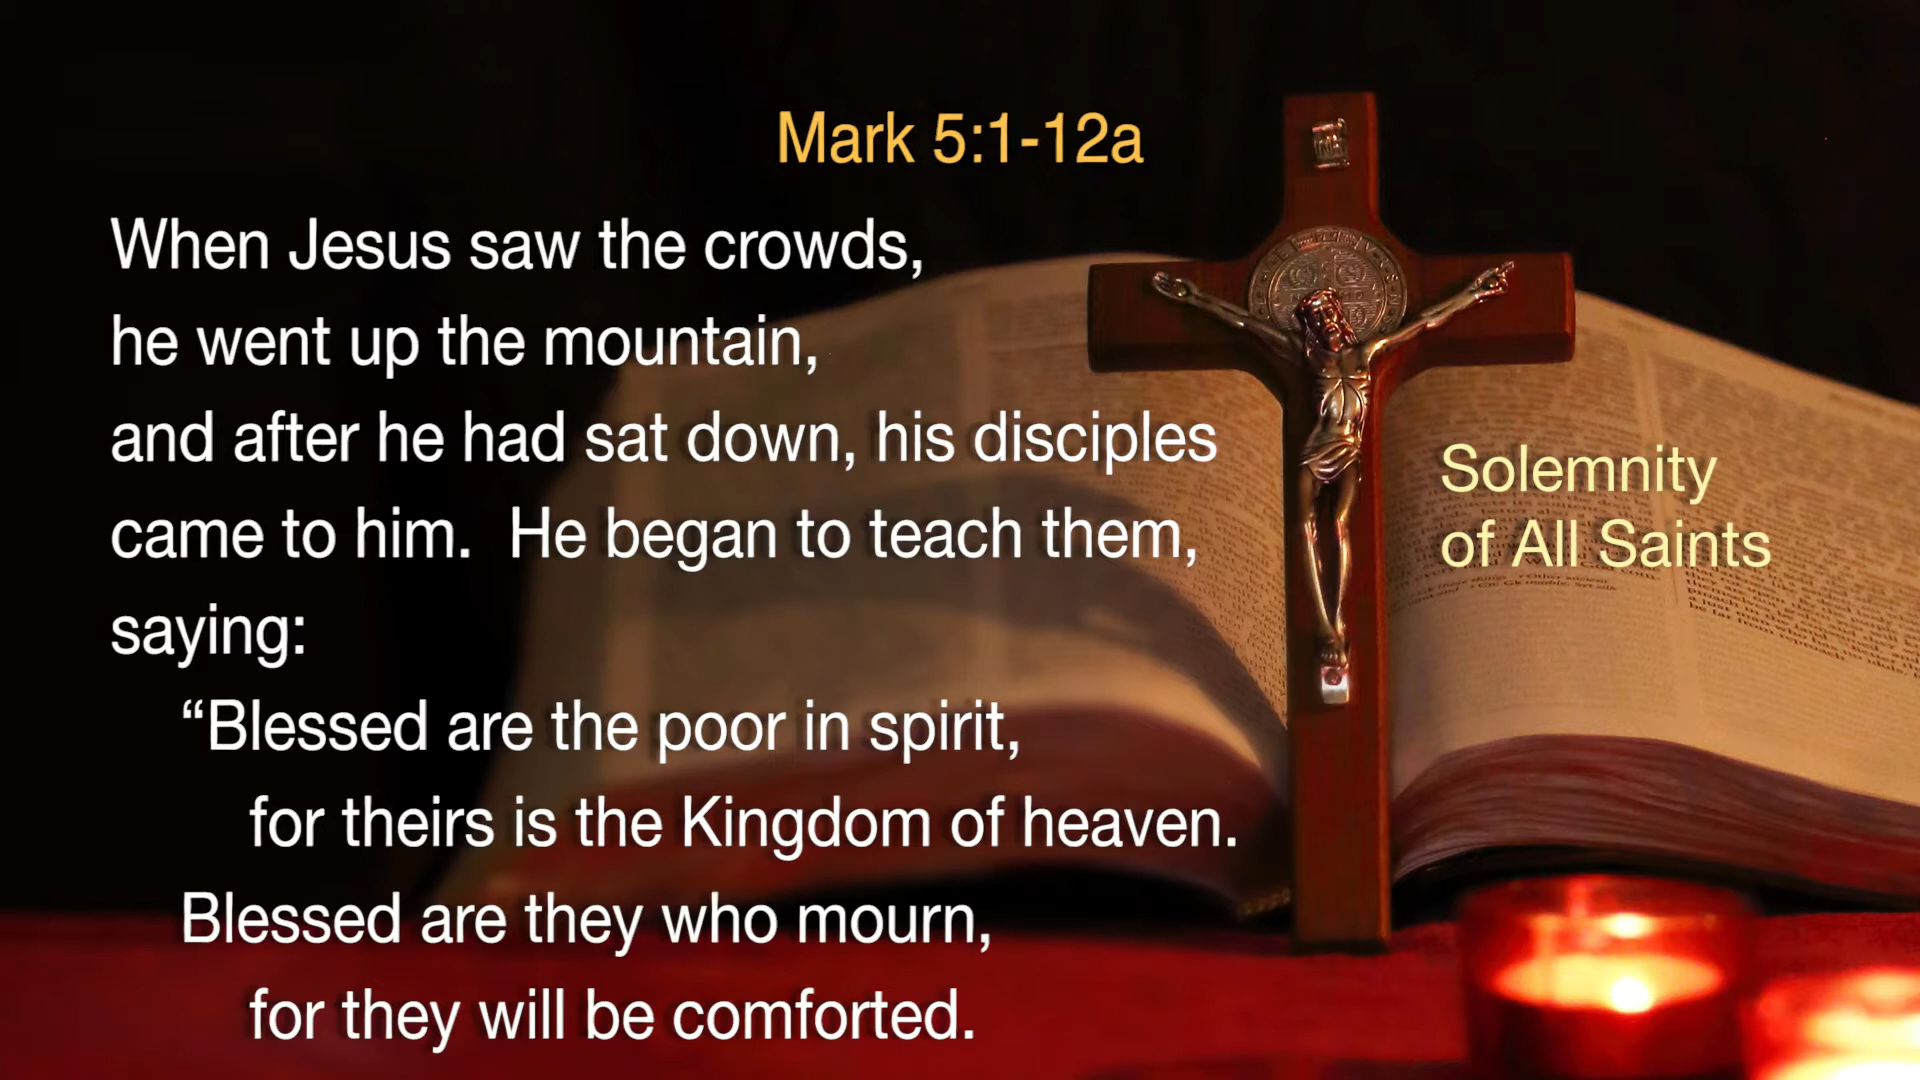 Mark 5:1-12a
When Jesus saw the crowds,
he went up the mountain,
and after he had sat down, his disciples
came to him.  He began to teach them,
saying:
“Blessed are the poor in spirit,
for theirs is the Kingdom of heaven.
Blessed are they who mourn,
for they will be comforted.
Solemnity
of All Saints